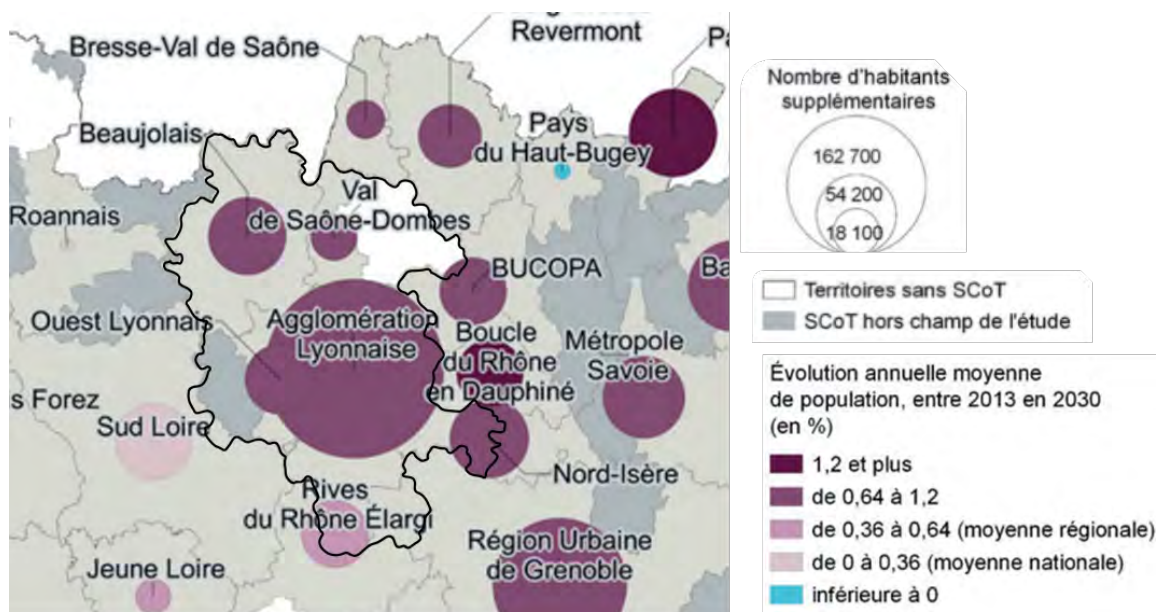 Revermont
Bresse-Val de Saône
Beaujolais
Pays
du Haut-Bugey
Val
de Saône-Dombes
Roannais
BUCOPA
Ouest Lyonnais
Agglomération
Lyonnaise
Boucle
du Rhône
en Dauphiné
Métropole
Savoie
s Forez
Sud Loire
Nord-Isère
Rives
du Rhône Élargi
Région Urbaine
de Grenoble
Jeune Loire
Nombre d'habitants
supplémentaires
162 700
54 200
18 100
Territoires sans SCoT
SCoT hors champ de l'étude
Évolution annuelle moyenne
de population, entre 2013 en 2030
(en %)
1,2 et plus
de 0,64 à 1,2
de 0,36 à 0,64 (moyenne régionale)
de 0 à 0,36 (moyenne nationale)
inférieure à 0